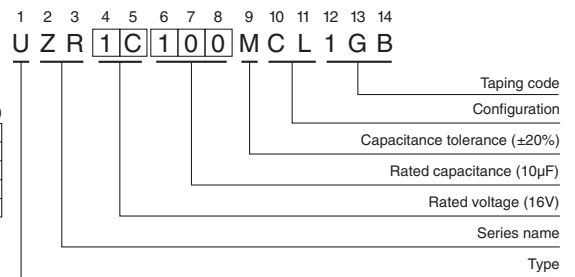 1 2 3 4 5 6 7 8 9 10 11 12 13 14
U Z R 1 C 1 0 0 M C L 1 G B
Taping code
Configuration
Capacitance tolerance (±20%)
Rated capacitance (10µF)
Rated voltage (16V)
Series name
Type